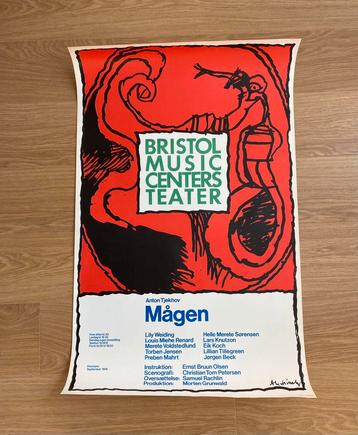 BRISTOL
MUSIC
CENTERS
TEATER
Anton Tjekhov
Mågen
Lily Weiding
Louis Miehe Renard
Merete Voldstedlund
Torben Jensen
Preben Mahrt
Helle Merete Sørensen
Lars Knutzon
Eik Koch
Lillian Tillegreen
Jørgen Beck
Instruktion: Ernst Bruun Olsen
Scenografi: Christian Tom Petersen
Oversættelse: Samuel Rachlin
Produktion: Morten Grunwald